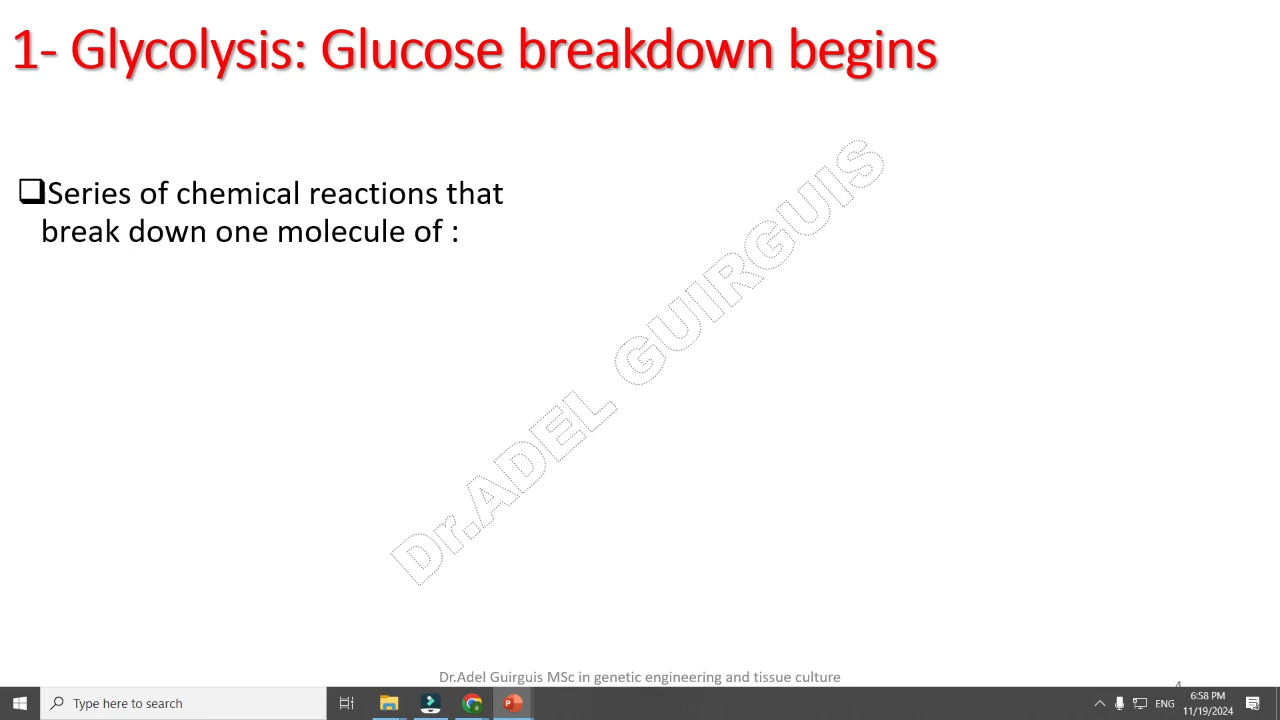 1- Glycolysis: Glucose breakdown begins
❑Series of chemical reactions that
break down one molecule of :
Dr.ADEL GUIRGUIS
Dr.Adel Guirguis MSc in genetic engineering and tissue culture
4
Type here to search
ENG
6:58 PM
11/19/2024